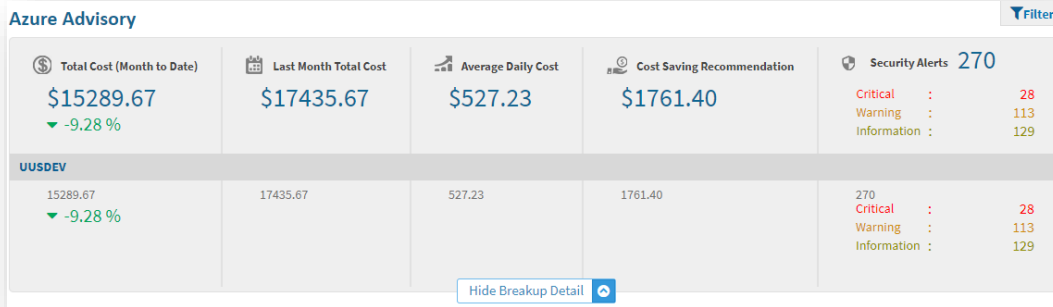 Azure Advisory
Filter
Total Cost (Month to Date)
$15289.67
-9.28 %
Last Month Total Cost
$17435.67
Average Daily Cost
$527.23
Cost Saving Recommendation
$1761.40
Security Alerts 270
Critical : 28
Warning : 113
Information : 129
UUSDEV
15289.67
-9.28 %
17435.67
527.23
1761.40
270
Critical : 28
Warning : 113
Information : 129
Hide Breakup Detail